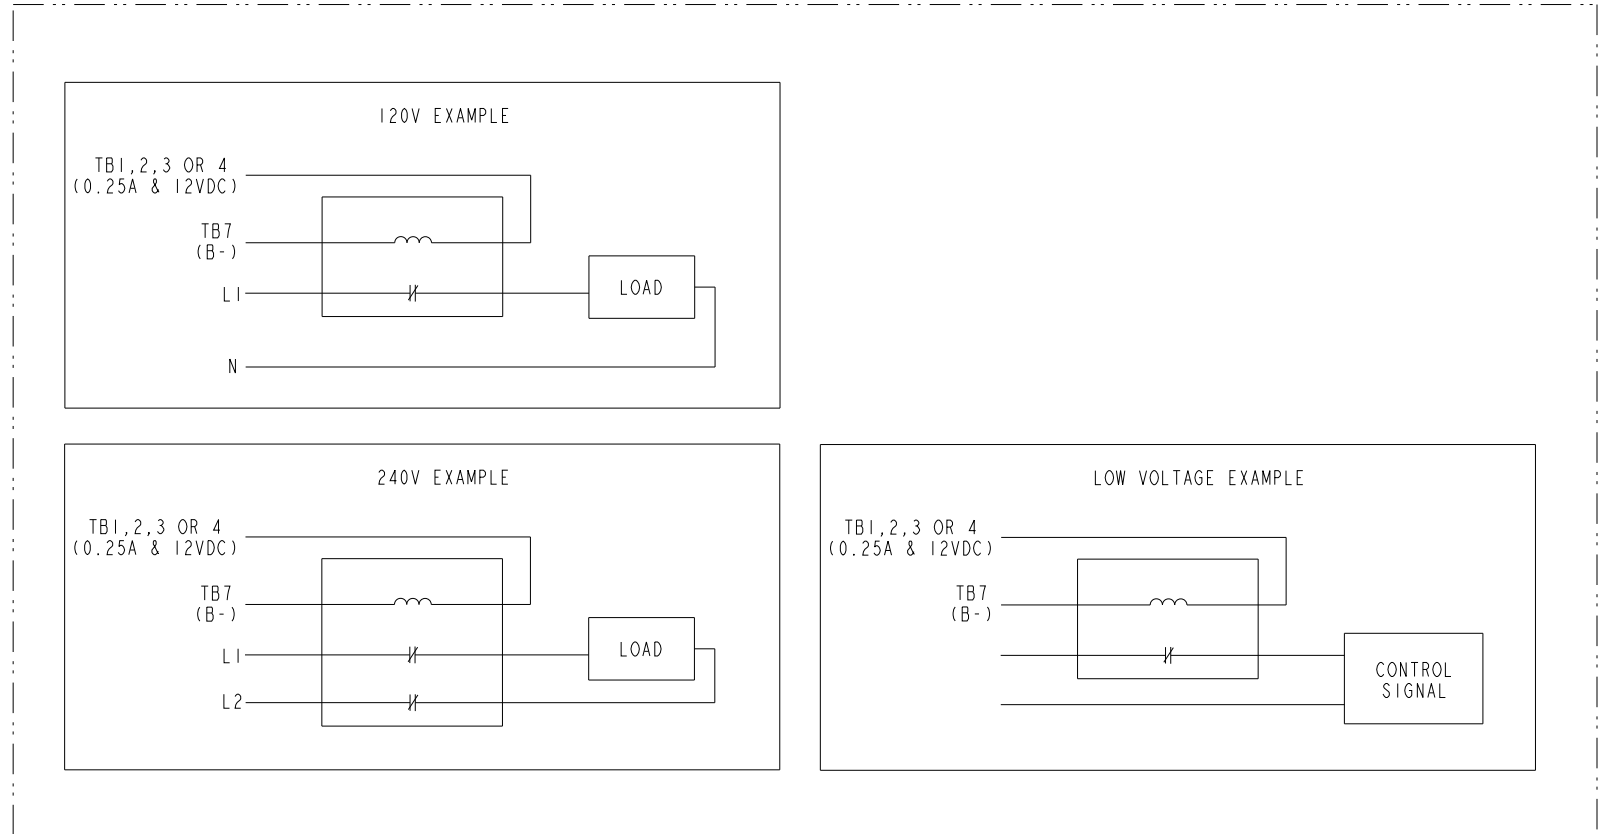 120V EXAMPLE
TB1,2,3 OR 4
(0.25A & 12VDC)
TB7
(B-)
L1
LOAD
N
240V EXAMPLE
TB1,2,3 OR 4
(0.25A & 12VDC)
TB7
(B-)
L1
LOAD
L2
LOW VOLTAGE EXAMPLE
TB1,2,3 OR 4
(0.25A & 12VDC)
TB7
(B-)
CONTROL
SIGNAL